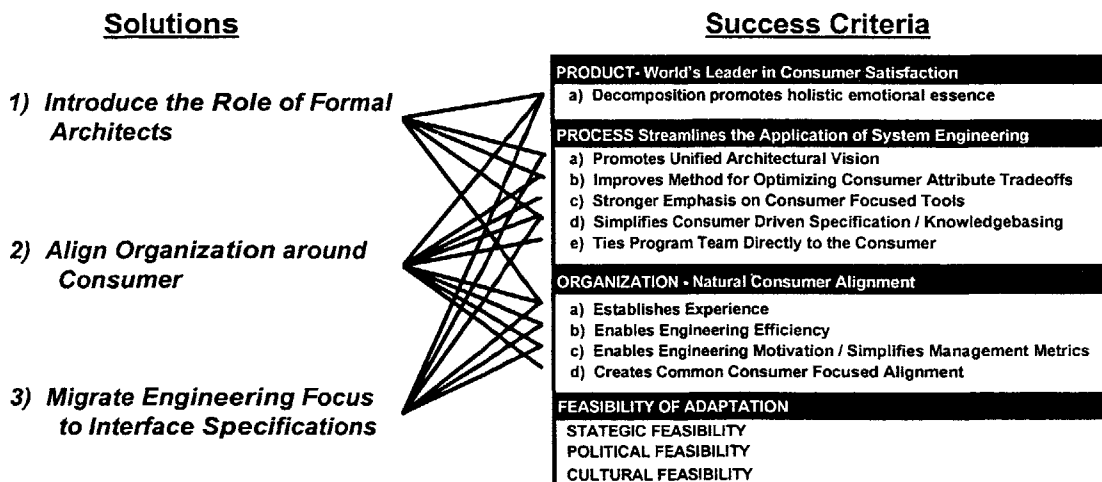 Solutions
1) Introduce the Role of Formal
Architects
2) Align Organization around
Consumer
3) Migrate Engineering Focus
to Interface Specifications
Success Criteria
PRODUCT- World's Leader in Consumer Satisfaction
a) Decomposition promotes holistic emotional essence
PROCESS Streamlines the Application of System Engineering
a) Promotes Unified Architectural Vision
b) Improves Method for Optimizing Consumer Attribute Tradeoffs
c) Stronger Emphasis on Consumer Focused Tools
d) Simplifies Consumer Driven Specification / Knowledgebasing
e) Ties Program Team Directly to the Consumer
ORGANIZATION - Natural Consumer Alignment
a) Establishes Experience
b) Enables Engineering Efficiency
c) Enables Engineering Motivation / Simplifies Management Metrics
d) Creates Common Consumer Focused Alignment
FEASIBILITY OF ADAPTATION
STATEGIC FEASIBILITY
POLITICAL FEASIBILITY
CULTURAL FEASIBILITY